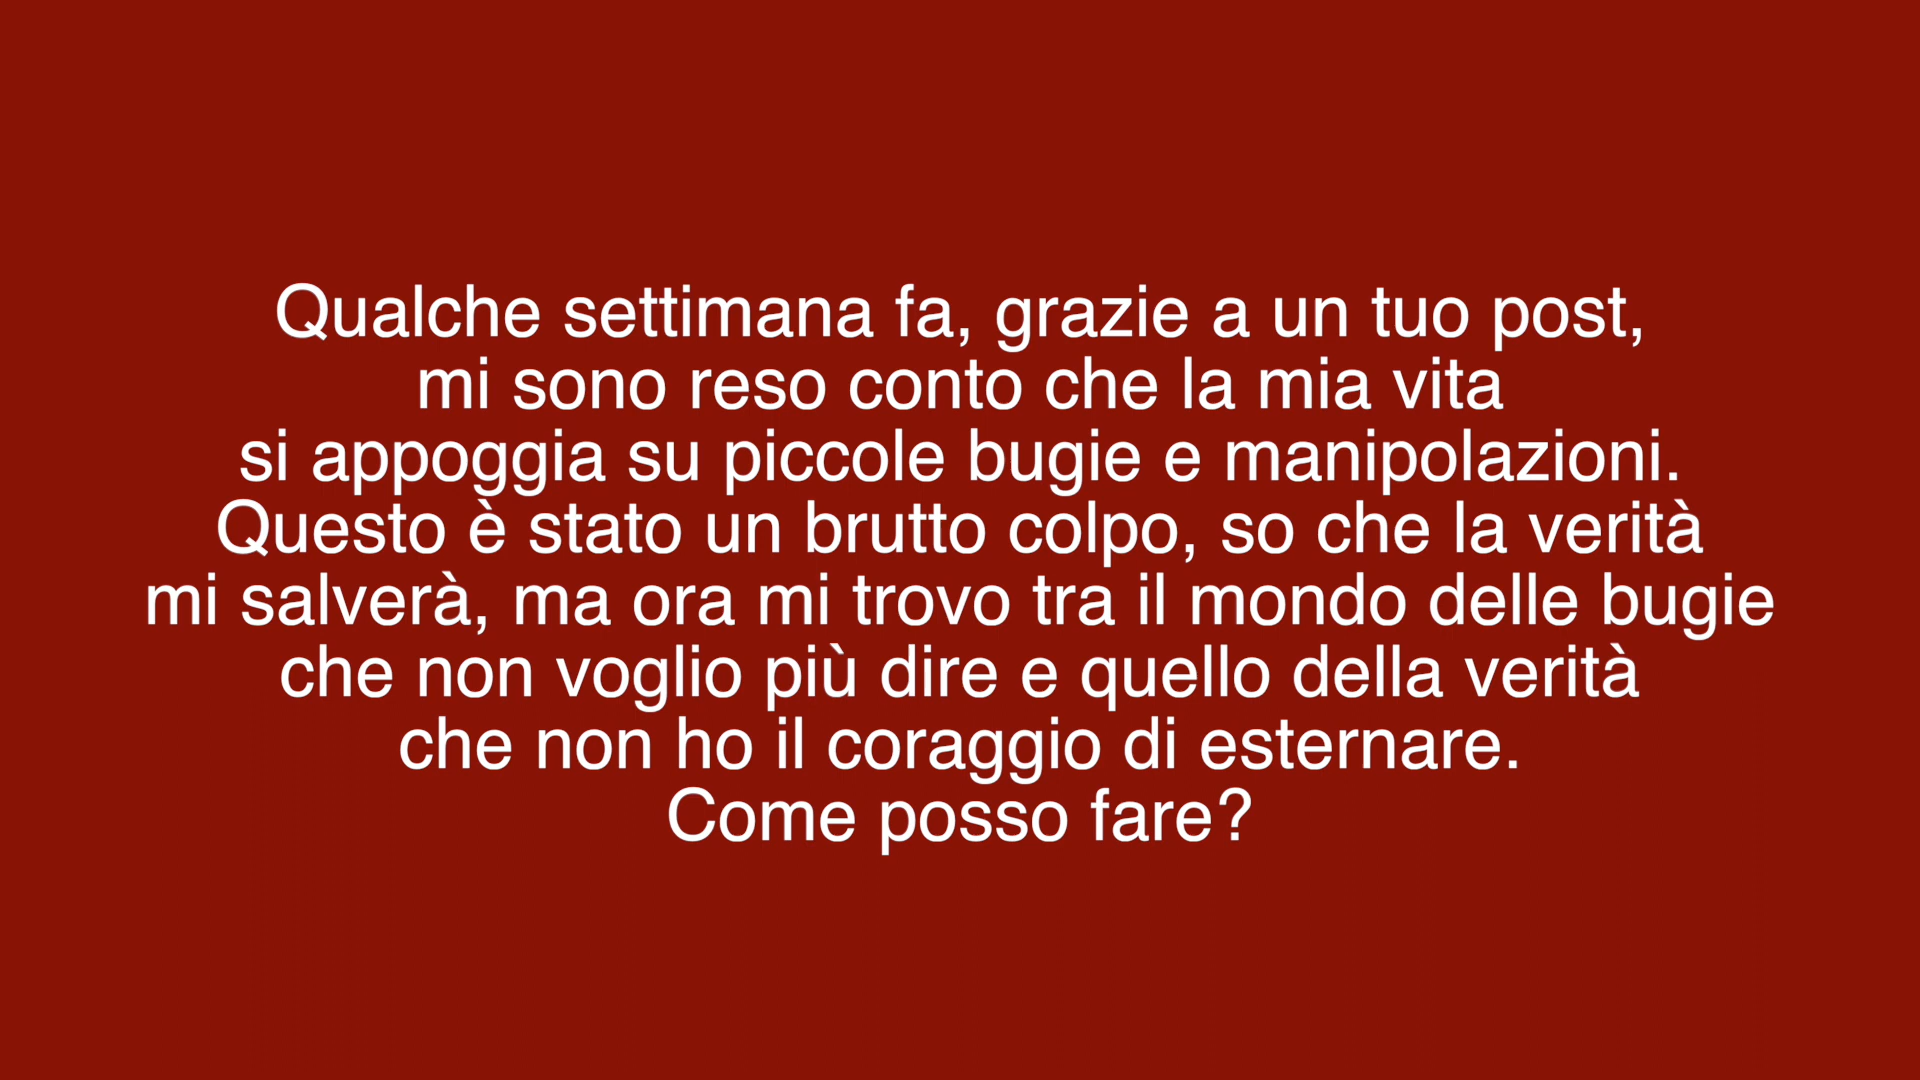 Qualche settimana fa, grazie a un tuo post,
mi sono reso conto che la mia vita
si appoggia su piccole bugie e manipolazioni.
Questo è stato un brutto colpo, so che la verità
mi salverà, ma ora mi trovo tra il mondo delle bugie
che non voglio più dire e quello della verità
che non ho il coraggio di esternare.
Come posso fare?